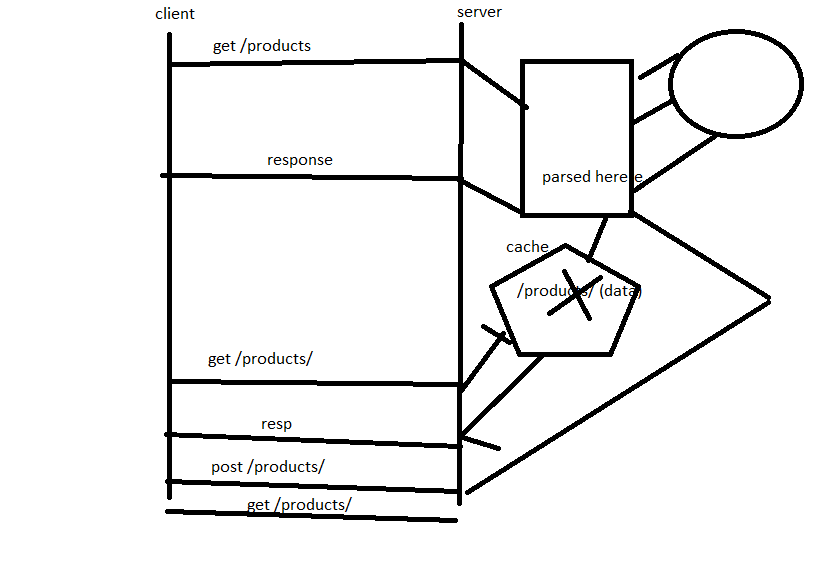 client
server
get /products
response
parsed herere
cache
/products/ (data)
get /products/
resp
post /products/
get /products/